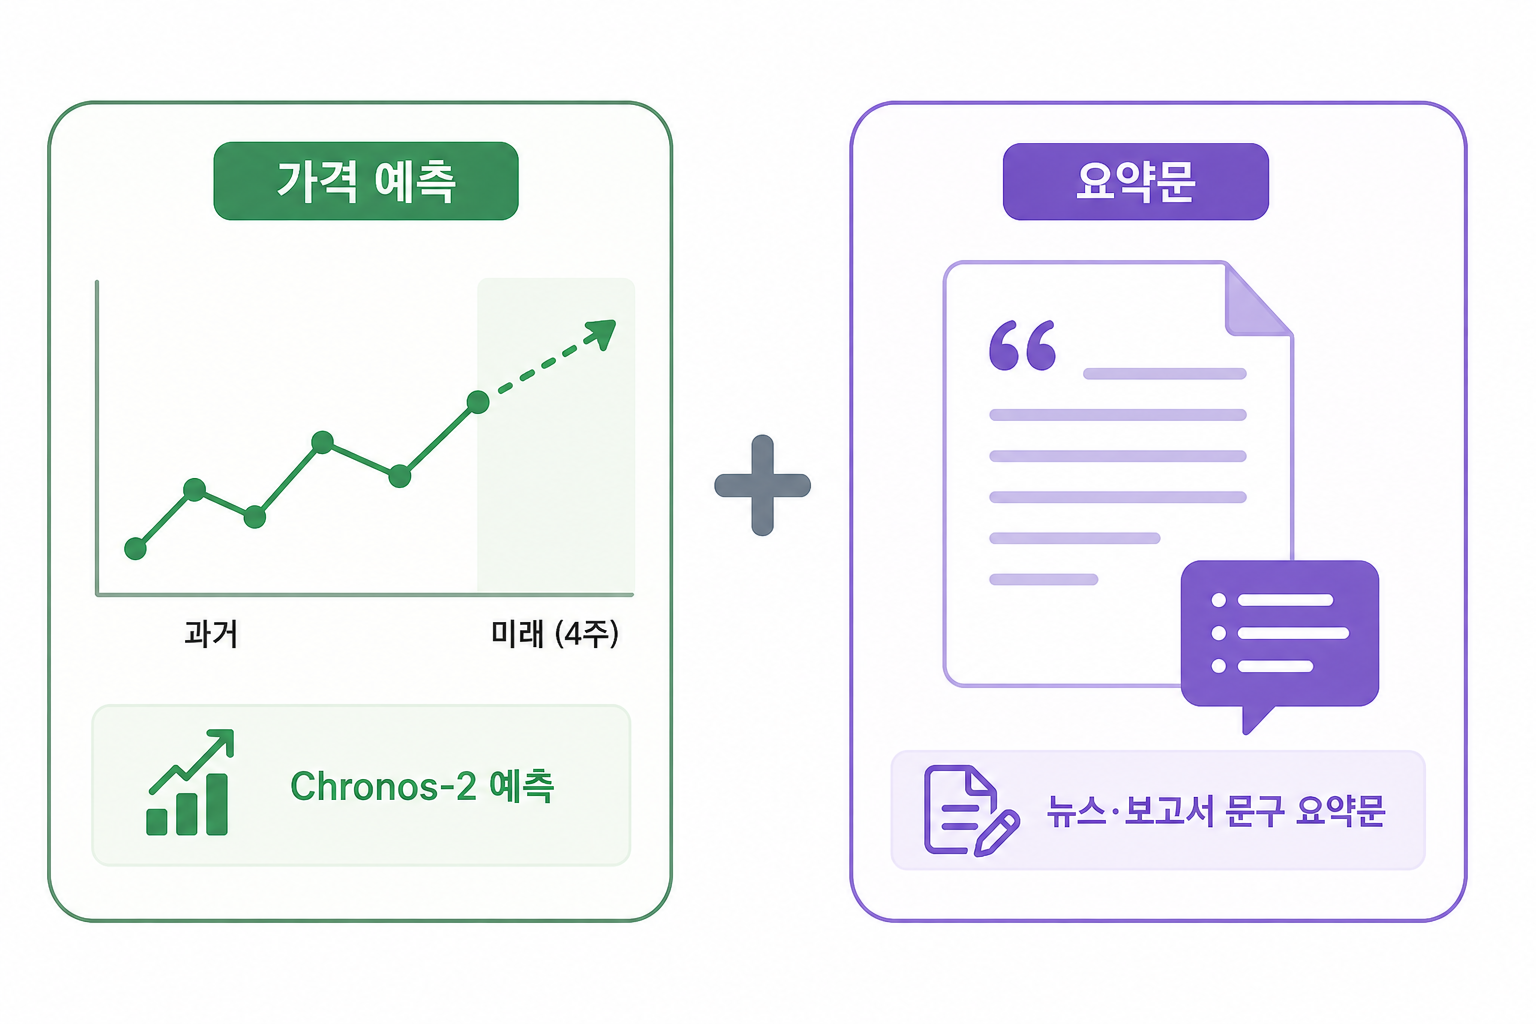 가격 예측
과거
미래 (4주)
Chronos-2 예측
요약문
뉴스·보고서 문구 요약문